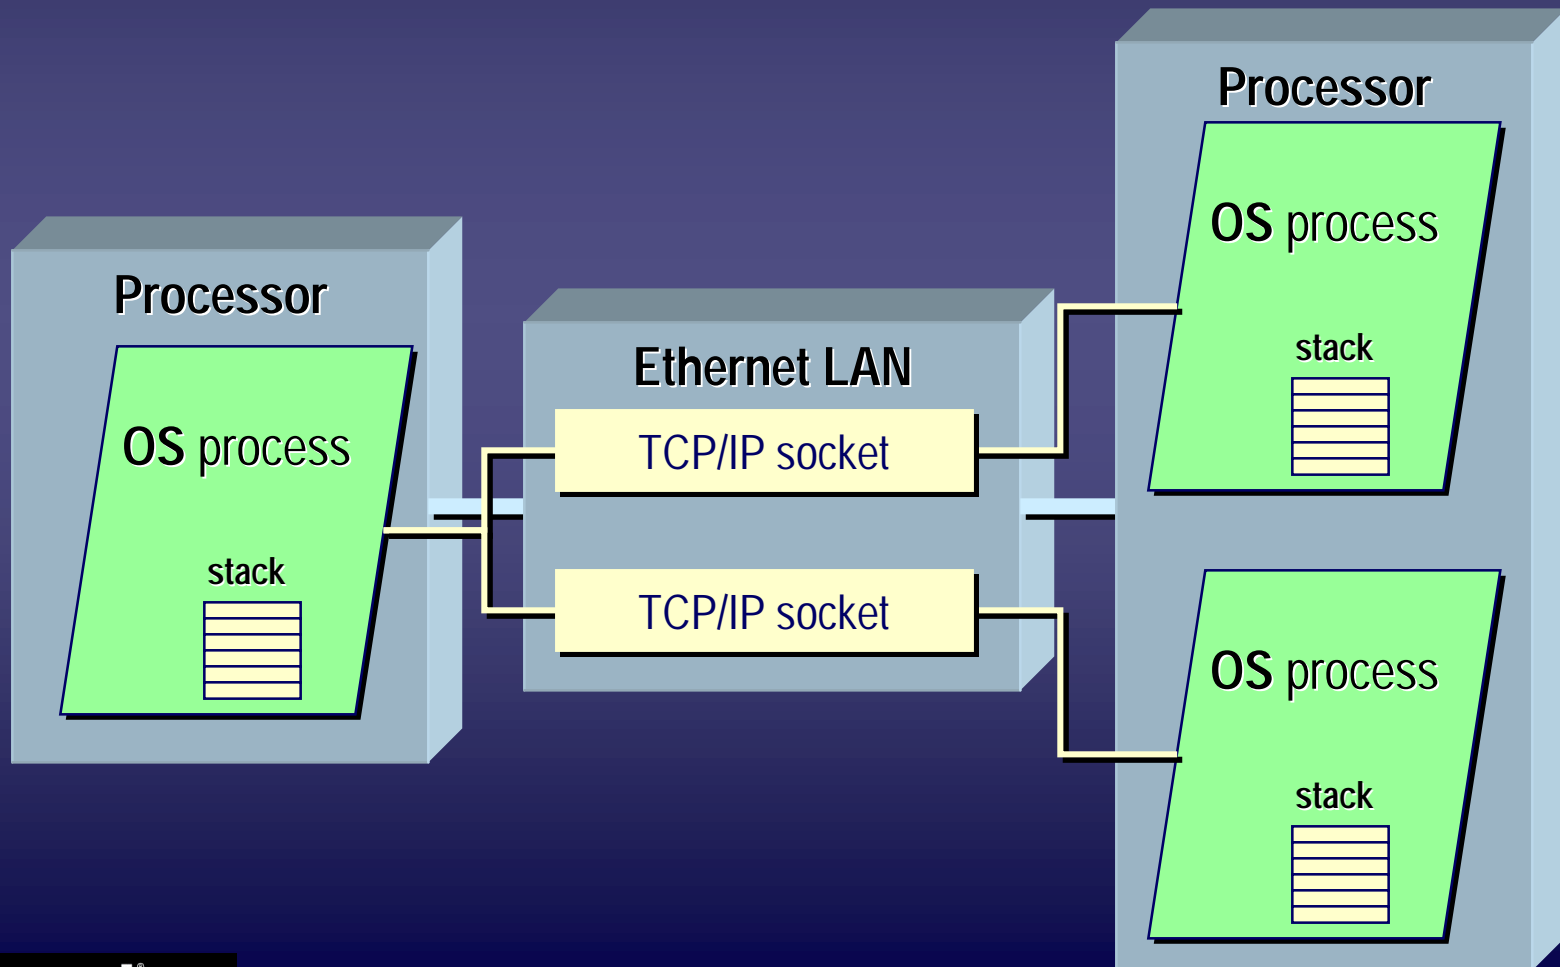 Processor
OS process
stack
Ethernet LAN
TCP/IP socket
TCP/IP socket
Processor
OS process
stack
OS process
stack